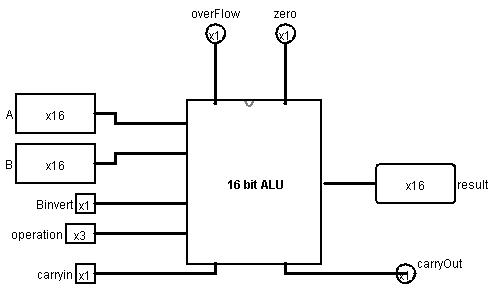 overFlow zero
x1 x1
A x16
B x16
16 bit ALU
x16 result
Binvert x1
operation x3
carryin x1
x1 carryOut